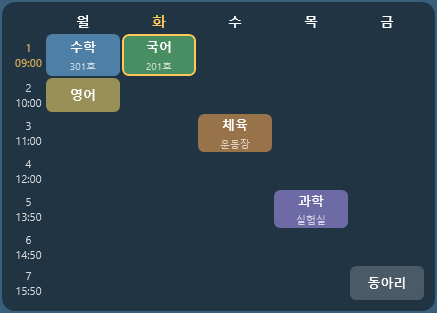 월 화 수 목 금
1 수학 국어
09:00 301호 201호
2 영어
10:00
3 체육
11:00 운동장
4
12:00
5 과학
13:50 실험실
6
14:50
7 동아리
15:50